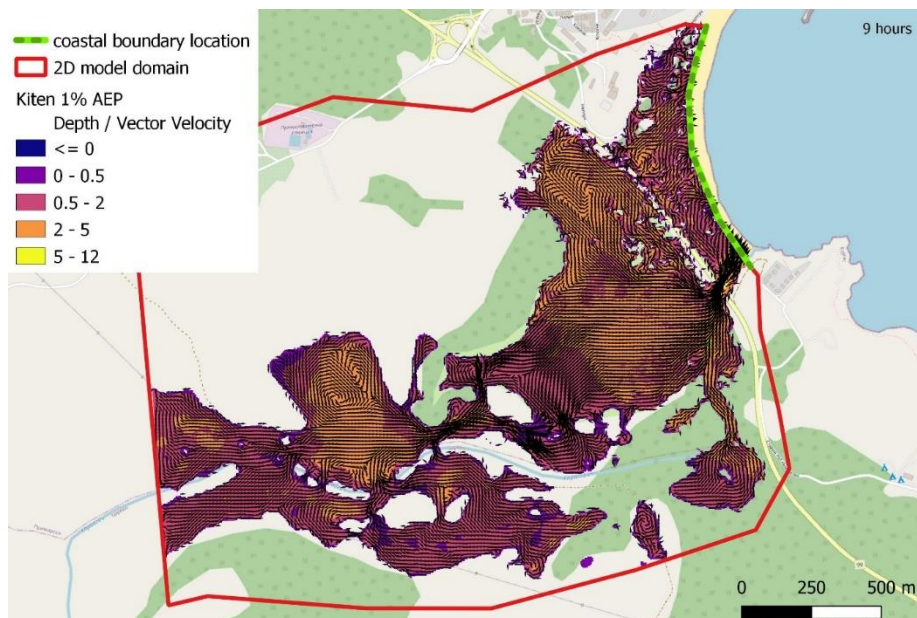 coastal boundary location
2D model domain
Kiten 1% AEP
Depth / Vector Velocity
<= 0
0 - 0.5
0.5 - 2
2 - 5
5 - 12
9 hours
99
0 250 500 m